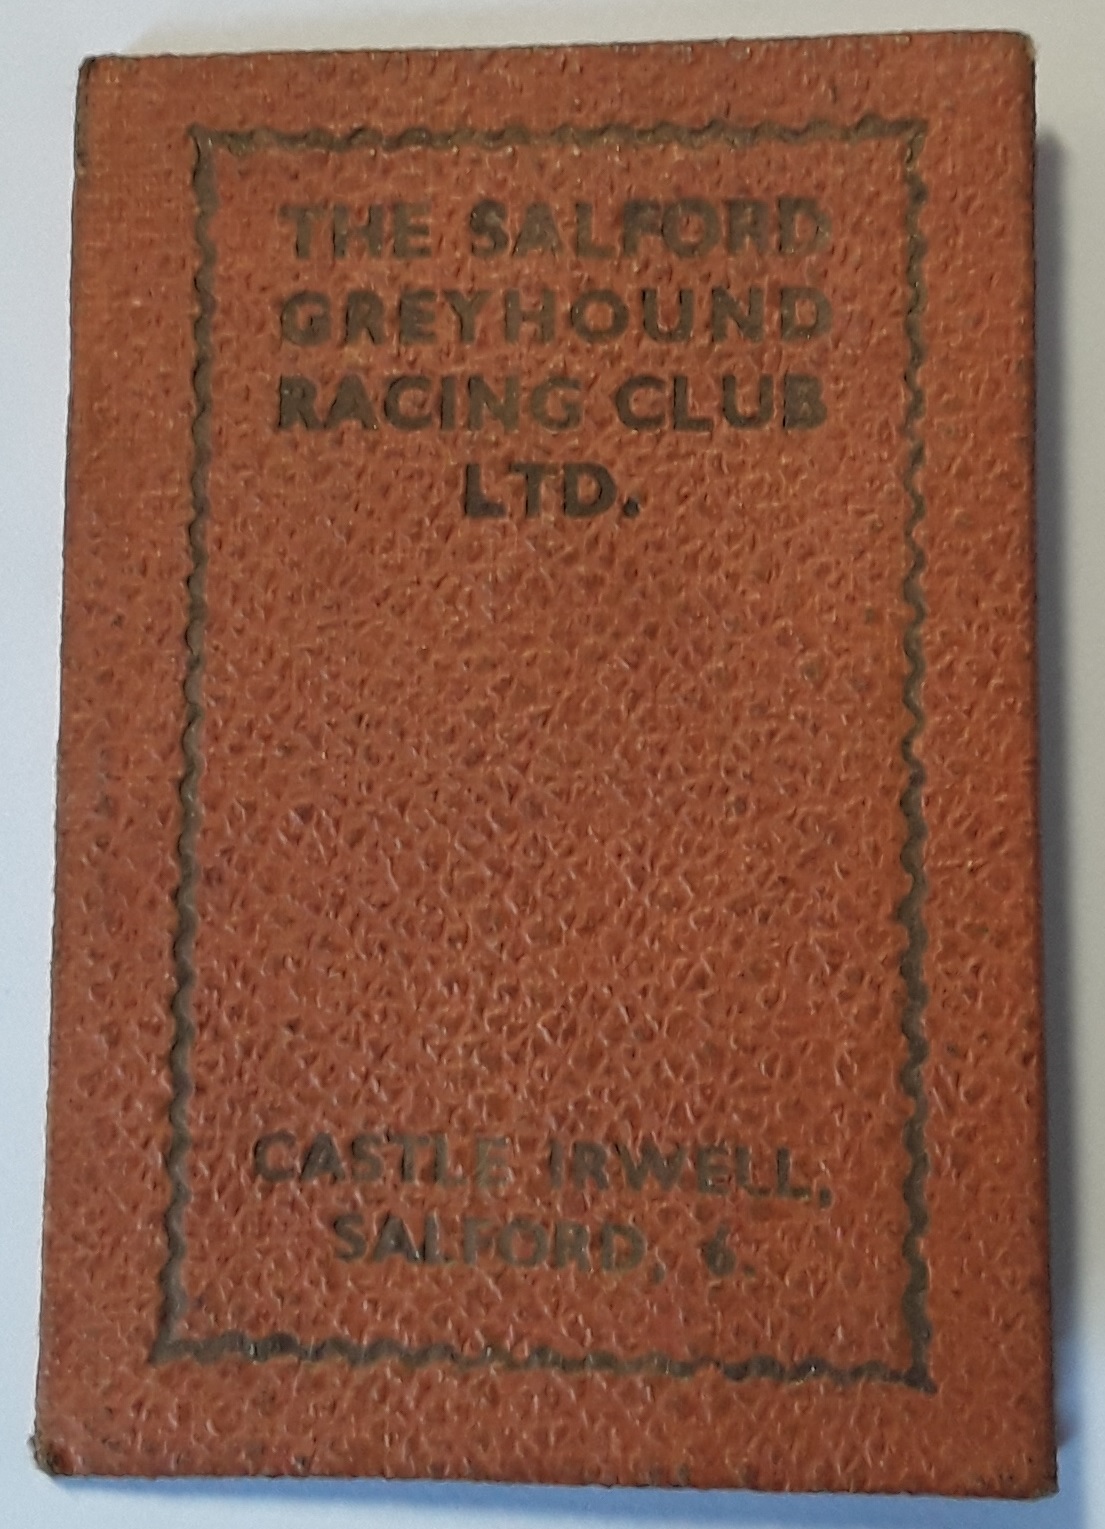 THE SALFORD
GREYHOUND
RACING CLUB
LTD.
CASTLE IRWELL,
SALFORD, 6.